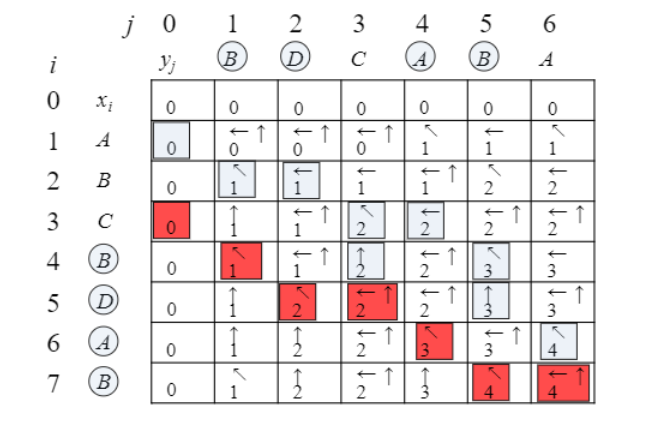 j 0 1 2 3 4 5 6
i y_j B D C A B A
0 x_i 0 0 0 0 0 0 0
1 A 0 ←↑ 0 ←↑ 0 ←↑ 0 ↖ 1 ← 1 ↖ 1
2 B 0 ↖ 1 ← 1 ← 1 ←↑ 1 ↖ 2 ← 2
3 C 0 ↑ 1 ←↑ 1 ↖ 2 ← 2 ←↑ 2 ←↑ 2
4 B 0 ↖ 1 ←↑ 1 ↑ 2 ←↑ 2 ↖ 3 ← 3
5 D 0 ↑ 1 ↖ 2 ←↑ 2 ←↑ 2 ↑ 3 ←↑ 3
6 A 0 ↑ 1 ↑ 2 ←↑ 2 ↖ 3 ←↑ 3 ↖ 4
7 B 0 ↖ 1 ↑ 2 ←↑ 2 ↑ 3 ↖ 4 ←↑ 4